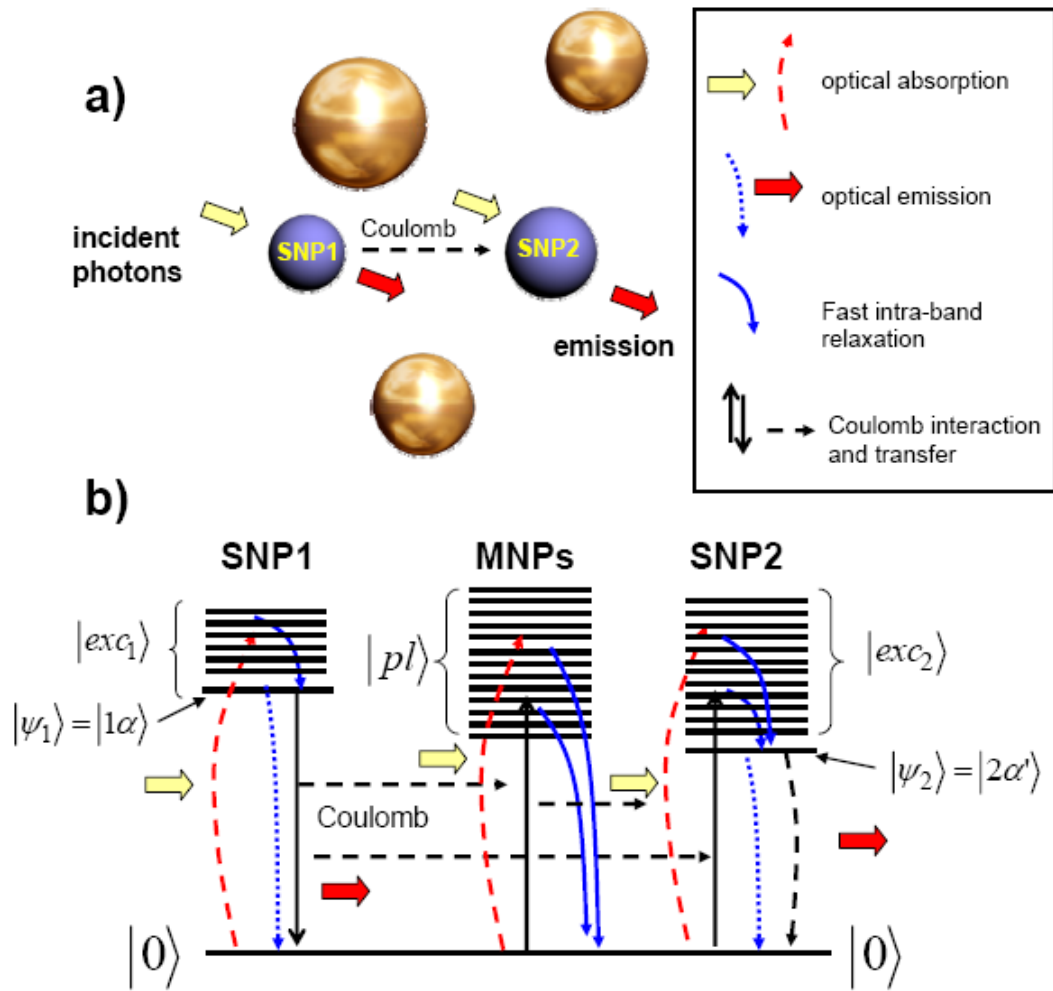 a)
incident
photons
SNP1
Coulomb
SNP2
emission
optical absorption
optical emission
Fast intra-band
relaxation
Coulomb interaction
and transfer
b)
SNP1
MNPs
SNP2
|exc₁⟩
|pl⟩
|exc₂⟩
|ψ₁⟩=|1α⟩
|ψ₂⟩=|2α'⟩
Coulomb
|0⟩
|0⟩